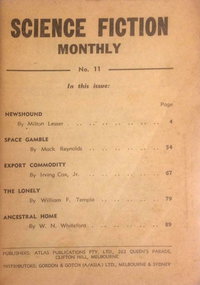 SCIENCE FICTION
MONTHLY
No. 11
In this issue:
Page
NEWSHOUND
By Milton Lesser 4
SPACE GAMBLE
By Mack Reynolds 54
EXPORT COMMODITY
By Irving Cox, Jr. 67
THE LONELY
By William F. Temple 79
ANCESTRAL HOME
By W. N. Whiteford 89
PUBLISHERS: ATLAS PUBLICATIONS PTY. LTD., 263 QUEEN'S PARADE,
CLIFTON HILL, MELBOURNE
DISTRIBUTORS: GORDON & GOTCH (A/ASIA) LTD., MELBOURNE & SYDNEY